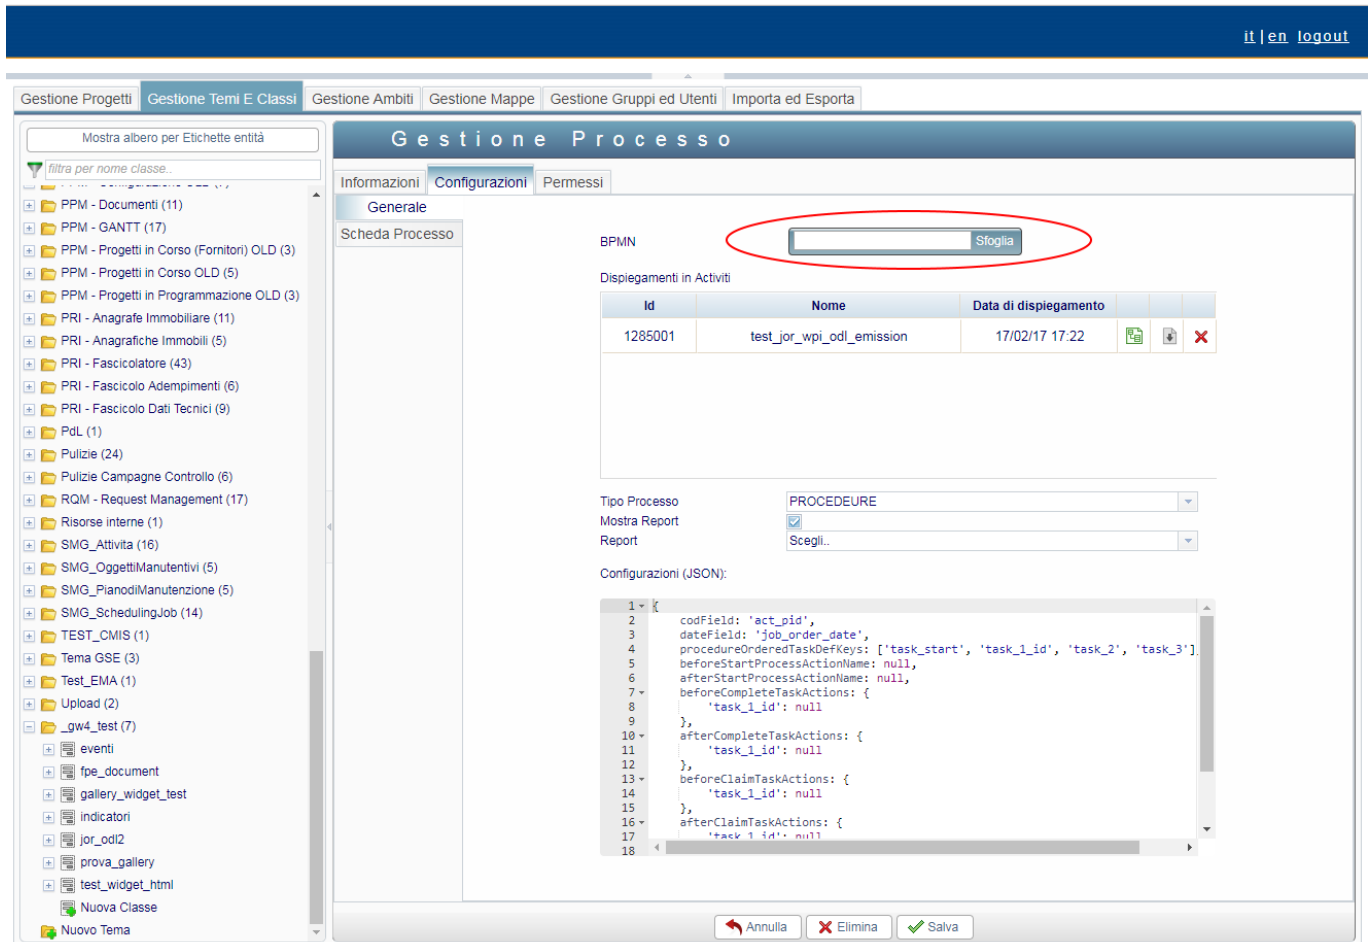 it | en logout
Gestione Progetti Gestione Temi E Classi Gestione Ambiti Gestione Mappe Gestione Gruppi ed Utenti Importa ed Esporta
Mostra albero per Etichette entità
filtra per nome classe..
PPM - Documenti (11)
PPM - GANTT (17)
PPM - Progetti in Corso (Fornitori) OLD (3)
PPM - Progetti in Corso OLD (5)
PPM - Progetti in Programmazione OLD (3)
PRI - Anagrafe Immobiliare (11)
PRI - Anagrafiche Immobili (5)
PRI - Fascicolatore (43)
PRI - Fascicolo Adempimenti (6)
PRI - Fascicolo Dati Tecnici (9)
PdL (1)
Pulizie (24)
Pulizie Campagne Controllo (6)
RQM - Request Management (17)
Risorse interne (1)
SMG_Attivita (16)
SMG_OggettiManutentivi (5)
SMG_PianodiManutenzione (5)
SMG_SchedulingJob (14)
TEST_CMIS (1)
Tema GSE (3)
Test_EMA (1)
Upload (2)
_gw4_test (7)
eventi
fpe_document
gallery_widget_test
indicatori
jor_odl2
prova_gallery
test_widget_html
Nuova Classe
Nuovo Tema
Gestione Processo
Informazioni Configurazioni Permessi
Generale
Scheda Processo
BPMN Sfoglia
Dispiegamenti in Activiti
Id Nome Data di dispiegamento
1285001 test_jor_wpi_odl_emission 17/02/17 17:22
Tipo Processo PROCEDEURE
Mostra Report
Report Scegli..
Configurazioni (JSON):
1 {
2 codField: 'act_pid',
3 dateField: 'job_order_date',
4 procedureOrderedTaskDefKeys: ['task_start', 'task_1_id', 'task_2', 'task_3'],
5 beforeStartProcessActionName: null,
6 afterStartProcessActionName: null,
7 beforeCompleteTaskActions: {
8 'task_1_id': null
9 },
10 afterCompleteTaskActions: {
11 'task_1_id': null
12 },
13 beforeClaimTaskActions: {
14 'task_1_id': null
15 },
16 afterClaimTaskActions: {
17 'task_1_id': null
18
Annulla Elimina Salva